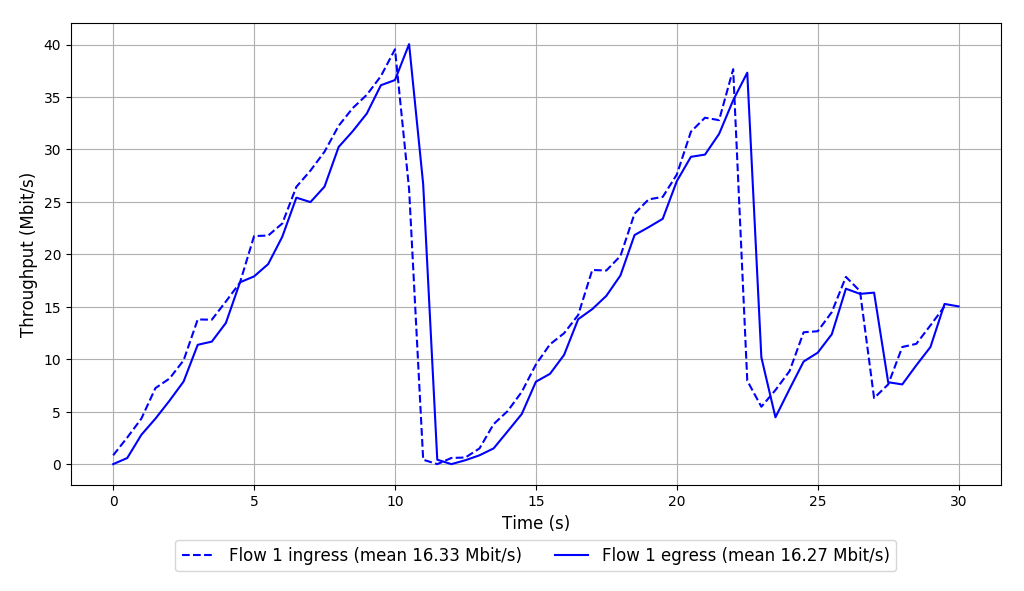 Throughput (Mbit/s)
40
35
30
25
20
15
10
5
0
0 5 10 15 20 25 30
Time (s)
Flow 1 ingress (mean 16.33 Mbit/s) Flow 1 egress (mean 16.27 Mbit/s)